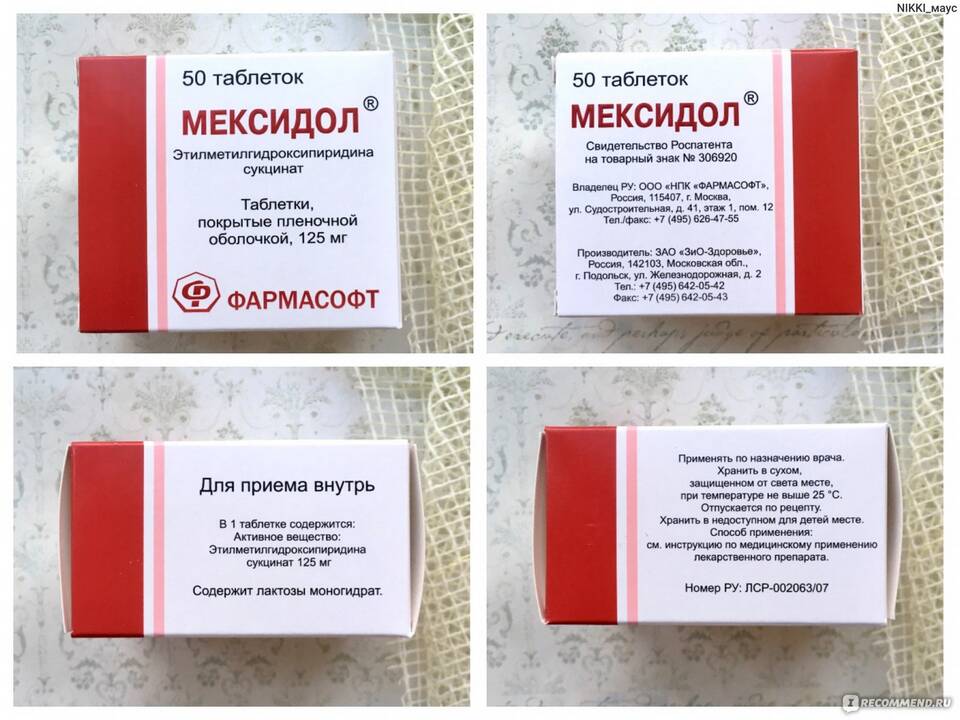 NIKKI_маус
50 таблеток
МЕКСИДОЛ®
Этилметилгидроксипиридина
сукцинат
Таблетки,
покрытые пленочной
оболочкой, 125 мг
ФАРМАСОФТ
50 таблеток
МЕКСИДОЛ®
Свидетельство Роспатента
на товарный знак № 306920
Владелец РУ: ООО «НПК «ФАРМАСОФТ»,
Россия, 115407, г. Москва,
ул. Судостроительная, д. 41, этаж 1, пом. 12
Тел./факс: +7 (495) 626-47-55
Производитель: ЗАО «ЗиО-Здоровье»,
Россия, 142103, Московская обл.,
г. Подольск, ул. Железнодорожная, д. 2
Тел.: +7 (495) 642-05-42
Факс: +7 (495) 642-05-43
and perhaps judge of particular
Для приема внутрь
В 1 таблетке содержится:
Активное вещество:
Этилметилгидроксипиридина
сукцинат 125 мг
Содержит лактозы моногидрат.
Применять по назначению врача.
Хранить в сухом,
защищенном от света месте,
при температуре не выше 25 °C.
Отпускается по рецепту.
Хранить в недоступном для детей месте.
Способ применения:
см. инструкцию по медицинскому применению
лекарственного препарата.
Номер РУ: ЛСР-002063/07
IRECOMMEND.RU